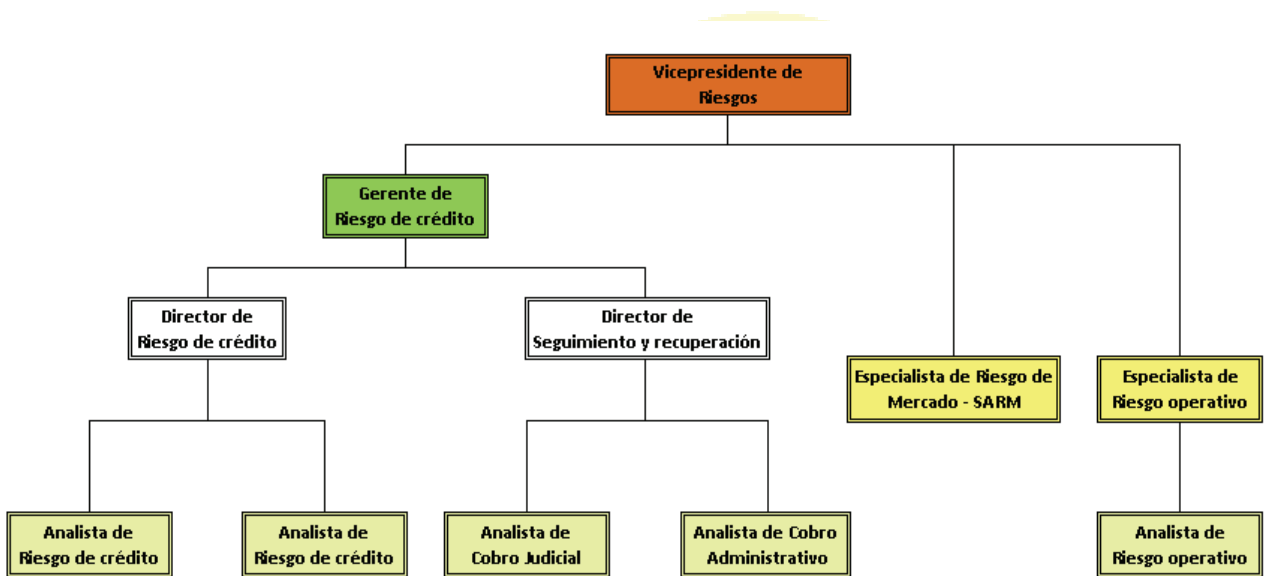 Vicepresidente de
Riesgos
Gerente de
Riesgo de crédito
Director de
Riesgo de crédito
Director de
Seguimiento y recuperación
Especialista de Riesgo de
Mercado - SARM
Especialista de
Riesgo operativo
Analista de
Riesgo de crédito
Analista de
Riesgo de crédito
Analista de
Cobro Judicial
Analista de Cobro
Administrativo
Analista de
Riesgo operativo